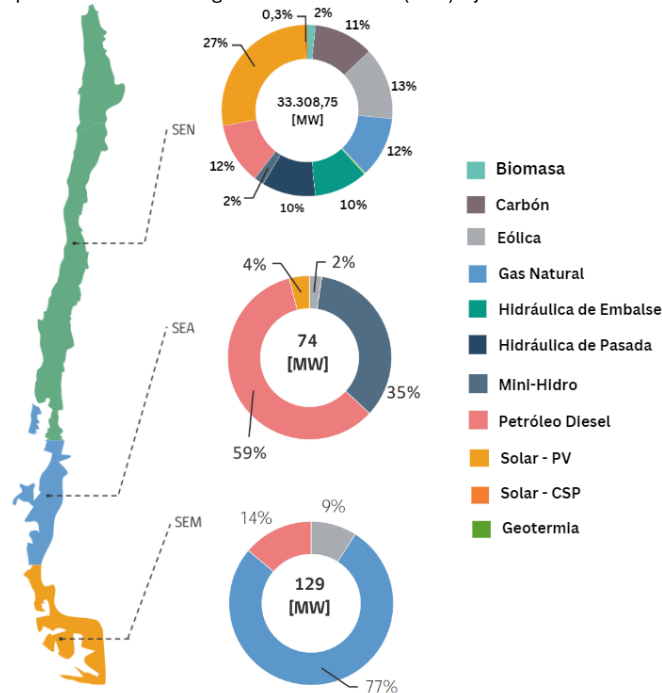 0,3%
2%
11%
27%
13%
33.308,75
[MW]
SEN
12%
12%
2%
10%
10%
4%
2%
SEA
74
[MW]
35%
59%
14%
9%
SEM
129
[MW]
77%
Biomasa
Carbón
Eólica
Gas Natural
Hidráulica de Embalse
Hidráulica de Pasada
Mini-Hidro
Petróleo Diesel
Solar - PV
Solar - CSP
Geotermia